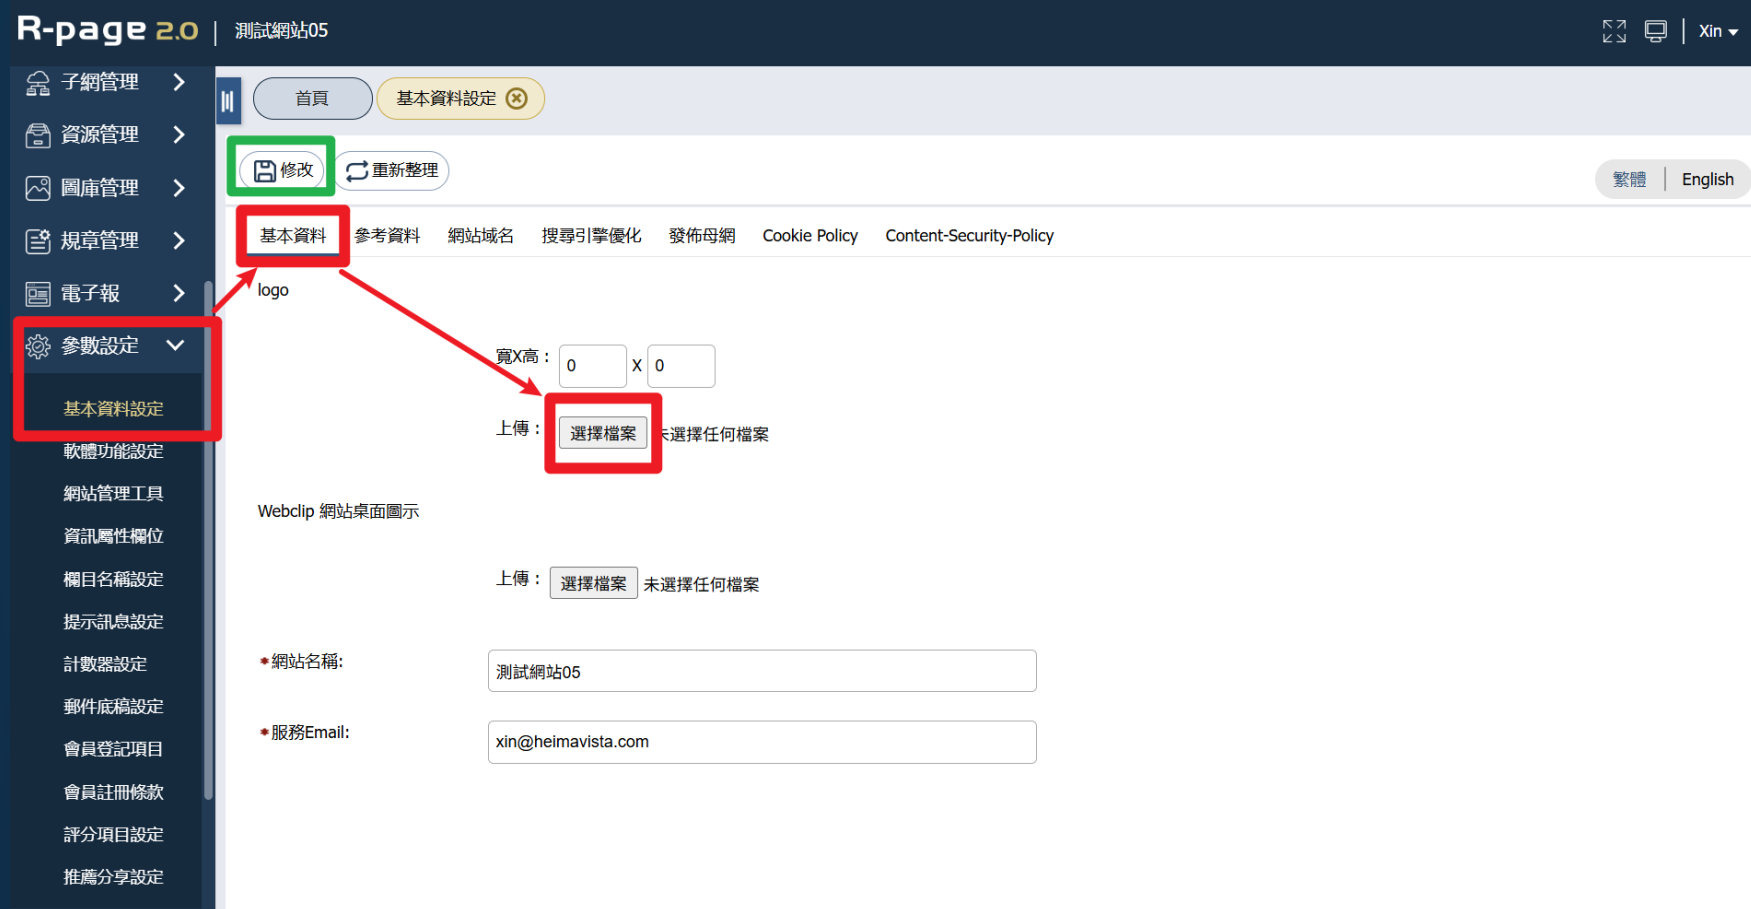 R-page 2.0 | 測試網站05
Xin
子網管理
資源管理
圖庫管理
規章管理
電子報
參數設定
基本資料設定
軟體功能設定
網站管理工具
資訊屬性欄位
欄目名稱設定
提示訊息設定
計數器設定
郵件底稿設定
會員登記項目
會員註冊條款
評分項目設定
推薦分享設定
首頁 基本資料設定
修改 重新整理
繁體 | English
基本資料 參考資料 網站域名 搜尋引擎優化 發佈母網 Cookie Policy Content-Security-Policy
logo
寬X高： 0 X 0
上傳： 選擇檔案 未選擇任何檔案
Webclip 網站桌面圖示
上傳： 選擇檔案 未選擇任何檔案
*網站名稱: 測試網站05
*服務Email: xin@heimavista.com